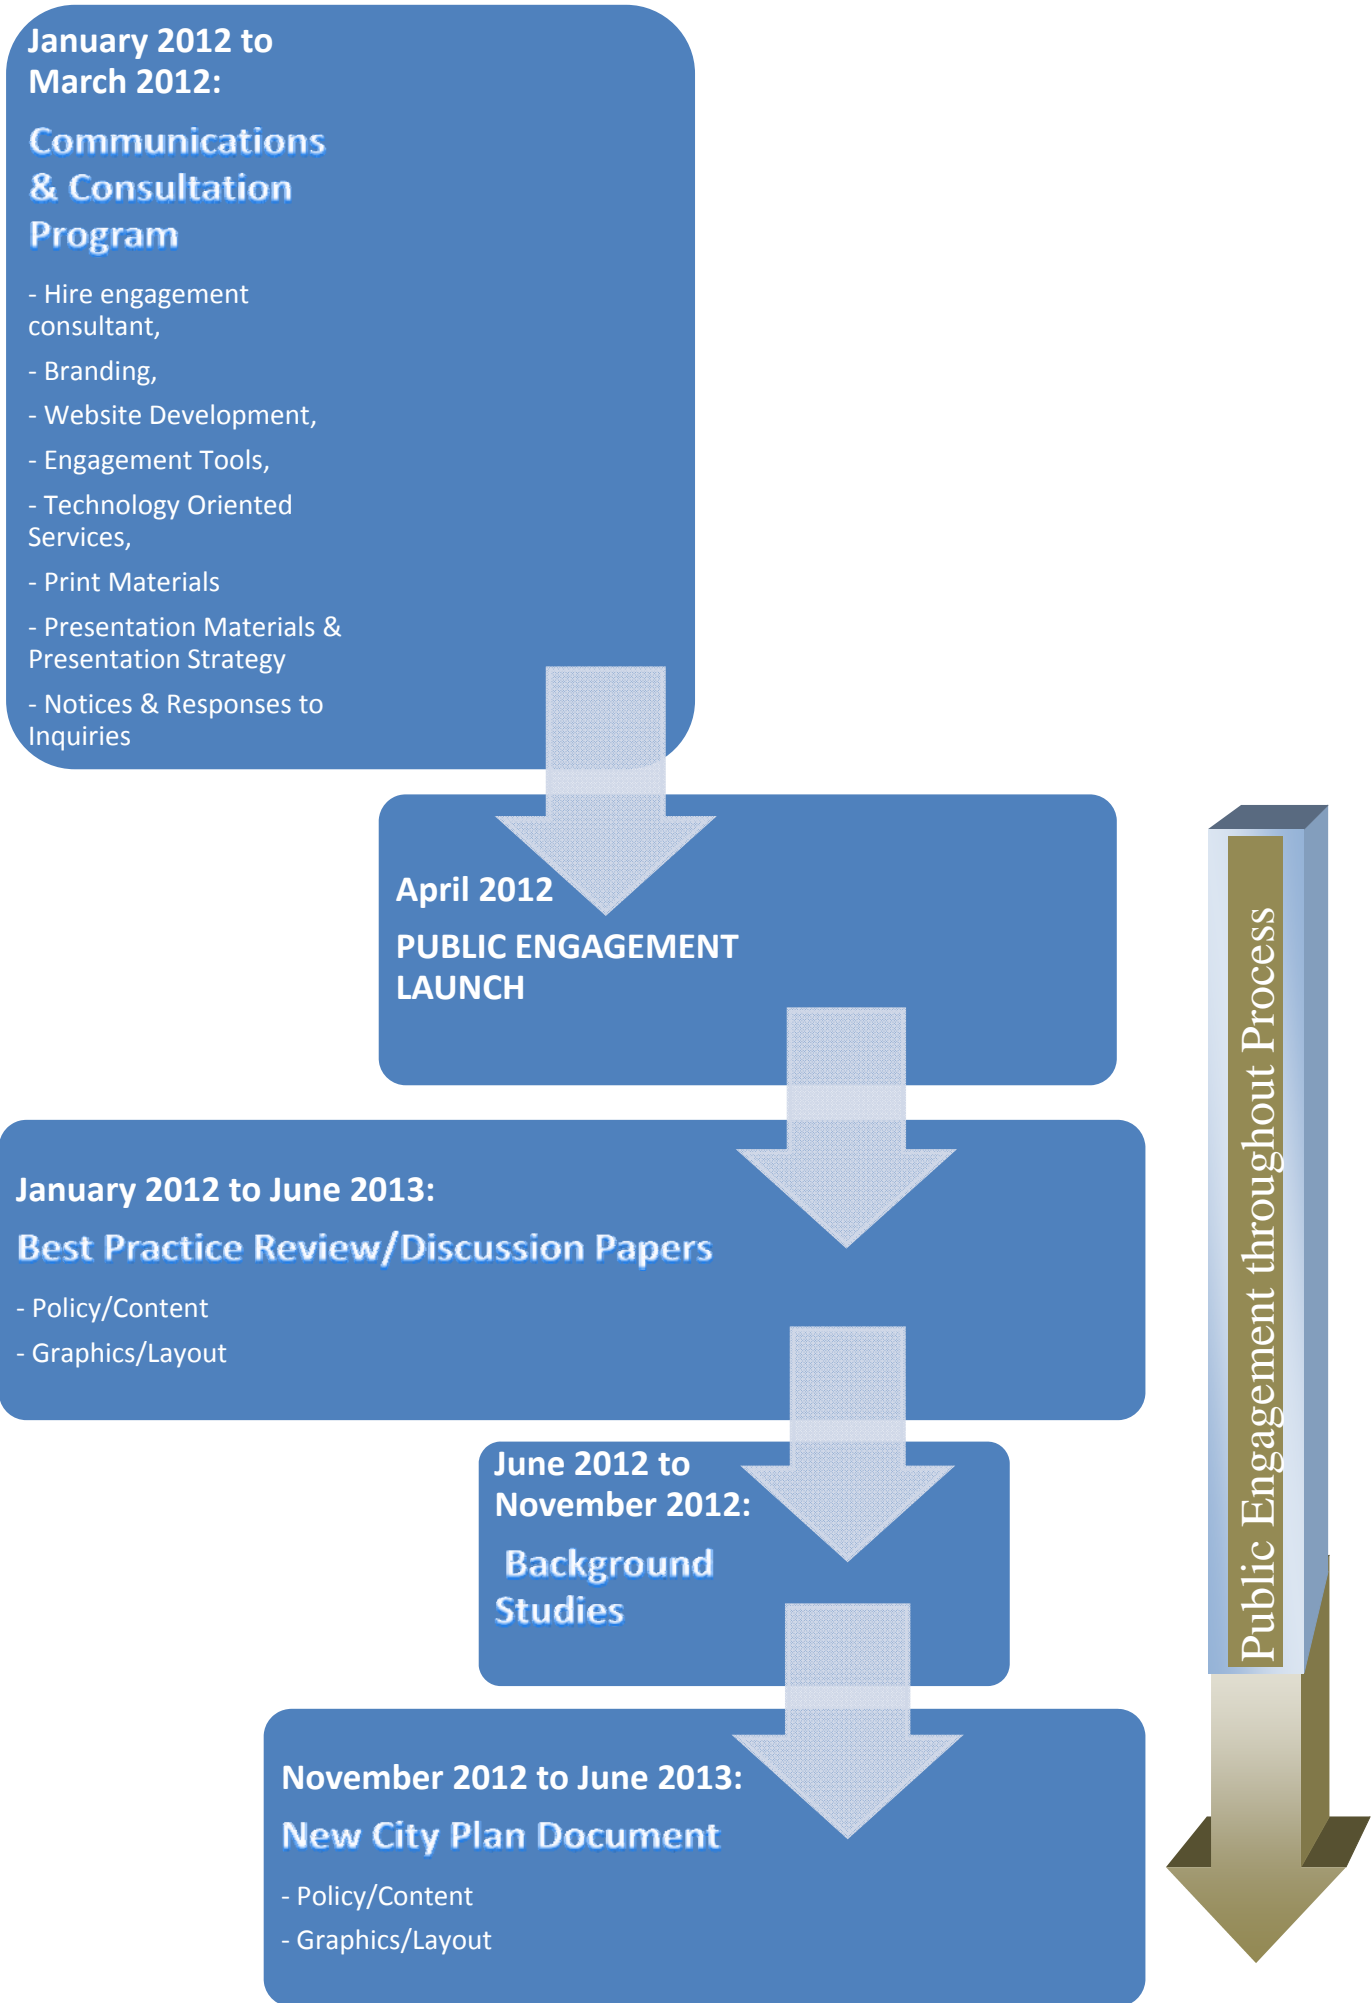 January 2012 to
March 2012:
Communications
& Consultation
Program
- Hire engagement
consultant,
- Branding,
- Website Development,
- Engagement Tools,
- Technology Oriented
Services,
- Print Materials
- Presentation Materials &
Presentation Strategy
- Notices & Responses to
Inquiries
April 2012
PUBLIC ENGAGEMENT
LAUNCH
January 2012 to June 2013:
Best Practice Review/Discussion Papers
- Policy/Content
- Graphics/Layout
June 2012 to
November 2012:
Background
Studies
November 2012 to June 2013:
New City Plan Document
- Policy/Content
- Graphics/Layout
Public Engagement throughout Process